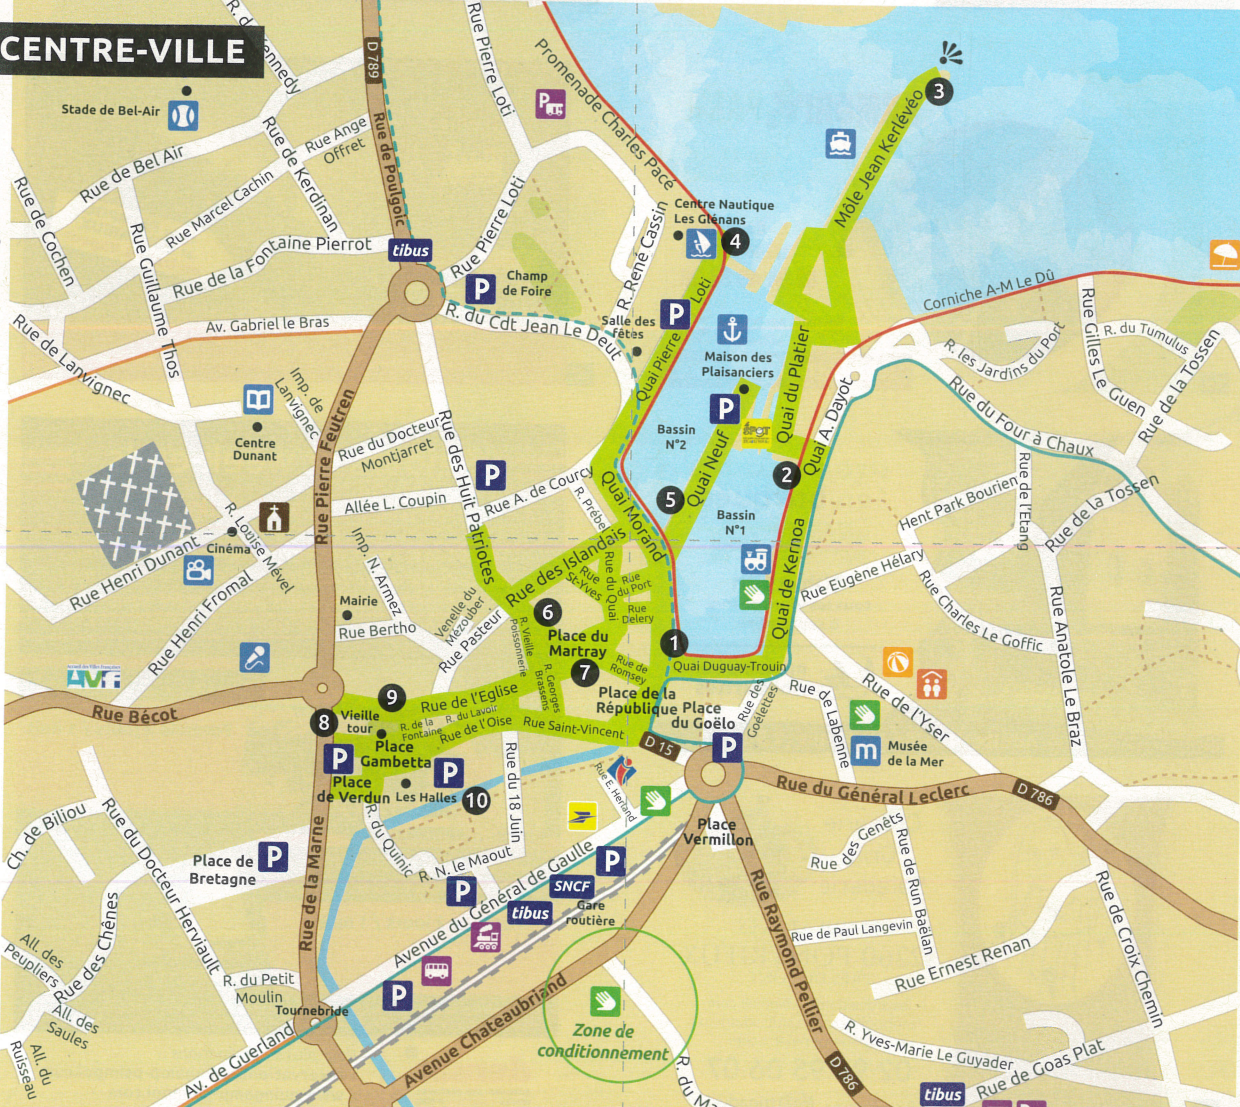 CENTRE-VILLE
D 789
Stade de Bel-Air
Rue de Bel Air
Rue Ange
Offret
Rue de Kerdinan
Rue Marcel Cachin
Rue de Cochen
Rue Guillaume Thos
Rue de la Fontaine Pierrot
Rue de Poulgoic
Rue Pierre Loti
Promenade Charles Pacé
P
Rue Pierre Loti
tibus
P
Champ
de Foire
R. du Cdt Jean Le Deut
R. René Cassin
Salle des
fêtes
Centre Nautique
Les Glénans
4
3
Môle Jean Kerlévéo
Corniche A-M Le Dû
P
Quai Pierre Loti
Maison des
Plaisanciers
P
Bassin
N°2
SPOT
Quai du Platier
Quai A. Dayot
Quai Neuf
5
2
Bassin
N°1
Quai de Kernoa
R. les Jardins du Port
Rue Gilles Le Guen
R. du Tumulus
Rue de la Tossen
Rue du Four à Chaux
Rue de la Tossen
Rue de l'Etang
Hent Park Bourien
Rue Eugène Hélary
Rue Charles Le Goffic
Rue Anatole Le Braz
Av. Gabriel le Bras
Rue de Lanvignec
Imp. de
Lanvignec
Centre
Dunant
Rue Pierre Feutren
Rue du Docteur
Montjarret
Rue des Huit Patriotes
P
Allée L. Coupin
Rue A. de Courcy
R. Prébel
Quai Morand
R. Louise Mével
Cinéma
Rue Henri Dunant
Rue Henri Fromal
Imp. N. Armez
Mairie
Rue Bertho
Venelle du
Mézouber
Rue Pasteur
Rue des Islandais
Rue
St-Yves
Rue du Quai
Rue
du Port
Rue
Delery
6
Place du
Martray
7
R. Vieille
Poissonnerie
R. Georges
Brassens
Rue de
Romsey
1
Quai Duguay-Trouin
Place de la
République
Place
du Goëlo
Rue des
Goélettes
Rue de Labenne
Rue de l'Yser
m
Musée
de la Mer
Rue Bécot
9
8
Vieille
tour
Rue de l'Eglise
R. de la
Fontaine
R. du Lavoir
Rue de l'Oise
Rue Saint-Vincent
D 15
P
P
Place
Gambetta
P
Place
de Verdun
Les Halles
10
Rue du 18 Juin
Rue E. Herland
R. du Quinic
R. N. le Maout
Place
Vermillon
Rue du Général Leclerc
D 786
Rue des Genêts
Rue de Run Baëlan
Rue de Paul Langevin
Rue Ernest Renan
Rue de Croix Chemin
Ch. de Biliou
Rue du Docteur Herviault
Place de
Bretagne
P
Rue de la Marne
P
P
SNCF
tibus
Gare
routière
Avenue du Général de Gaulle
P
Rue Raymond Pellier
All. des
Peupliers
Rue des Chênes
All. des
Saules
All. du
Ruisseau
R. du Petit
Moulin
Tournebride
Av. de Guerland
Avenue Chateaubriand
Zone de
conditionnement
D 786
R. Yves-Marie Le Guyader
Rue de Goas Plat
tibus